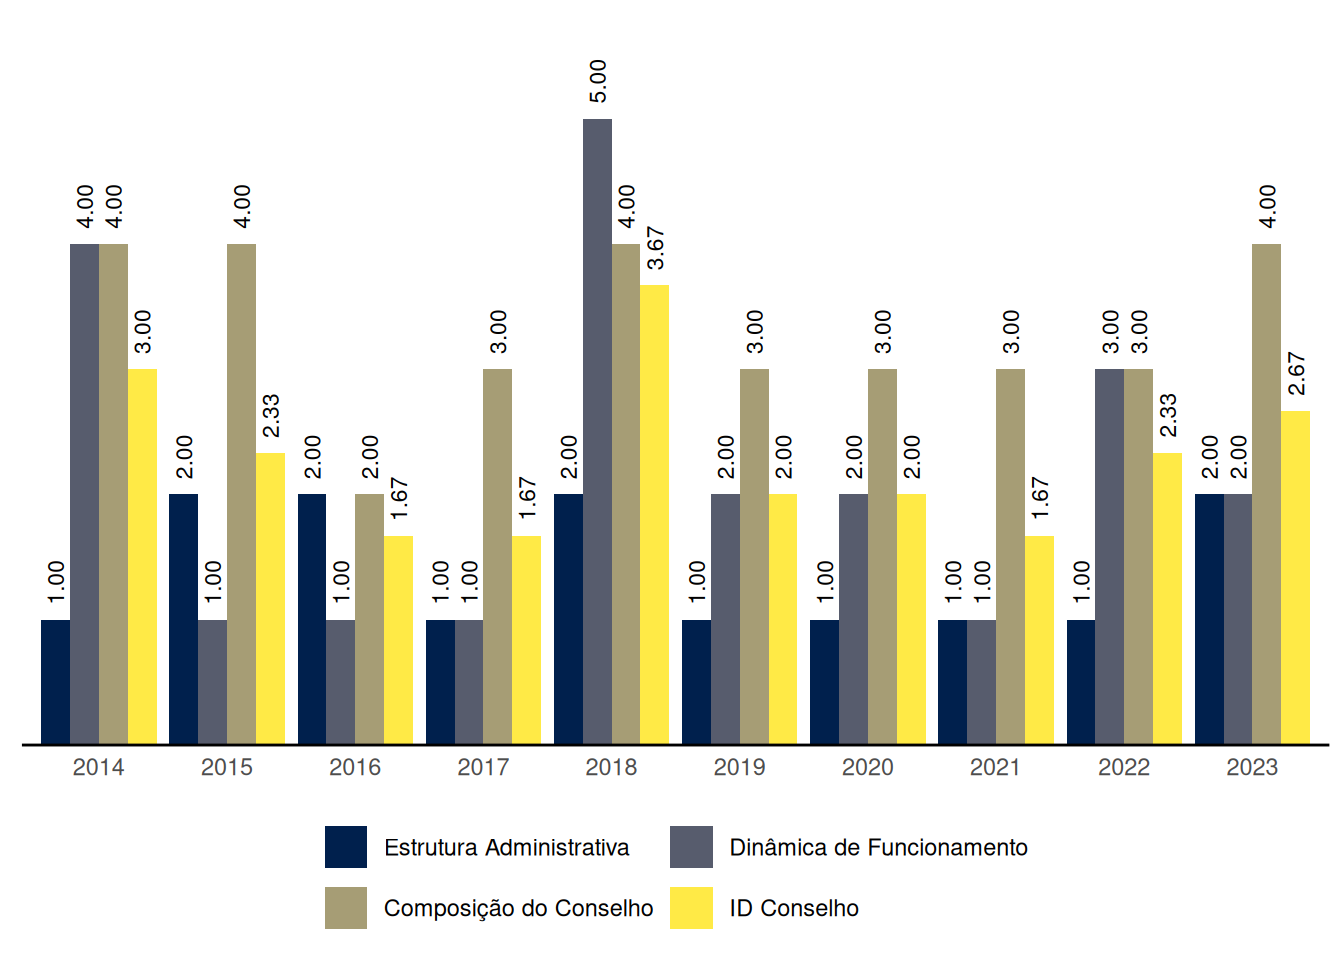 5.00
4.00 4.00 4.00 4.00 4.00
3.67
3.00 3.00 3.00 3.00 3.00 3.00 3.00
2.67
2.33 2.33
2.00 2.00 2.00 2.00 2.00 2.00 2.00 2.00 2.00 2.00
1.67 1.67 1.67
1.00 1.00 1.00 1.00 1.00 1.00 1.00 1.00 1.00 1.00
2014 2015 2016 2017 2018 2019 2020 2021 2022 2023
Estrutura Administrativa Dinâmica de Funcionamento
Composição do Conselho ID Conselho